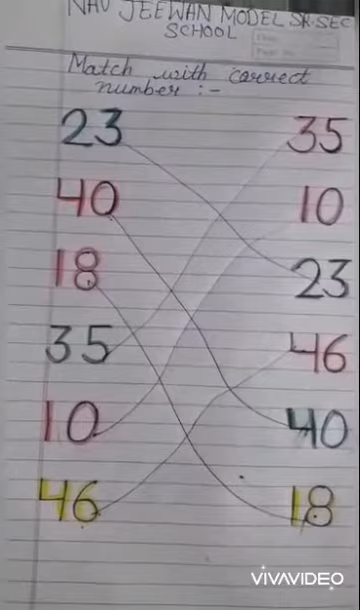 NAV JEEWAN MODEL SR. SEC
SCHOOL
Match with correct
number :-
23 35
40 10
18 23
35 46
10 40
46 18
VIVAVIDEO